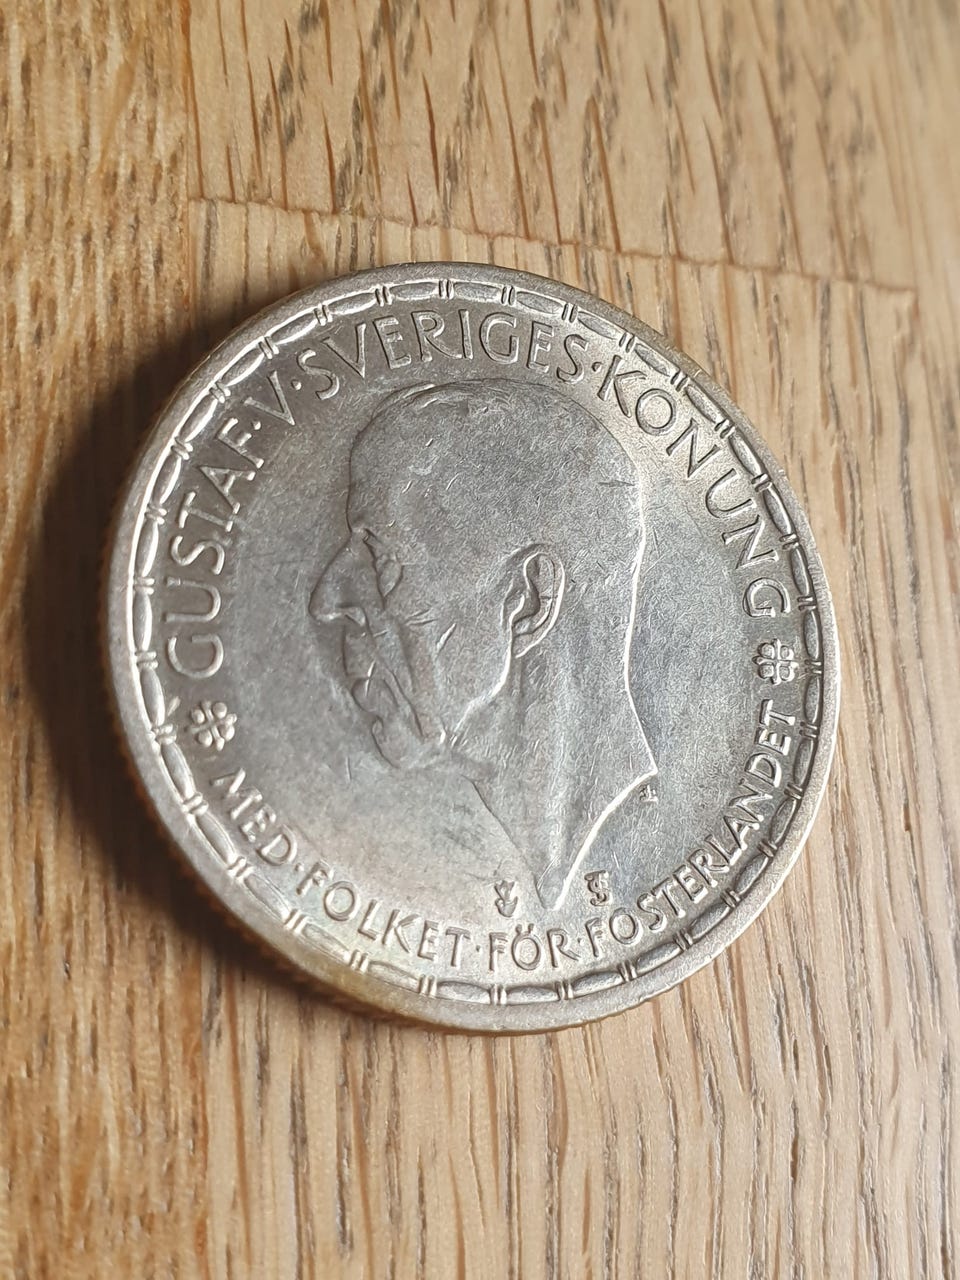 GUSTAF·V·SVERIGES·KONUNG
MED·FOLKET·FÖR·FOSTERLANDET